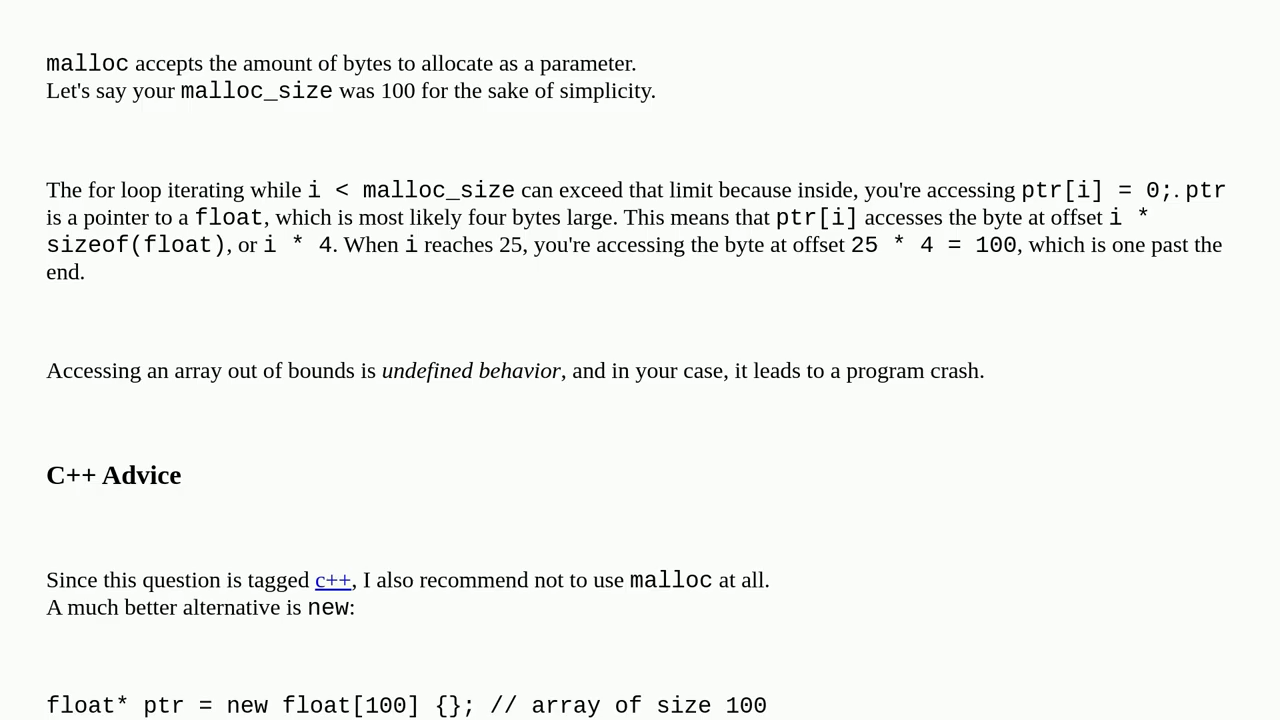 malloc accepts the amount of bytes to allocate as a parameter.
Let's say your malloc_size was 100 for the sake of simplicity.
The for loop iterating while i < malloc_size can exceed that limit because inside, you're accessing ptr[i] = 0;. ptr
is a pointer to a float, which is most likely four bytes large. This means that ptr[i] accesses the byte at offset i *
sizeof(float), or i * 4. When i reaches 25, you're accessing the byte at offset 25 * 4 = 100, which is one past the
end.
Accessing an array out of bounds is undefined behavior, and in your case, it leads to a program crash.
C++ Advice
Since this question is tagged c++, I also recommend not to use malloc at all.
A much better alternative is new:
float* ptr = new float[100] {}; // array of size 100